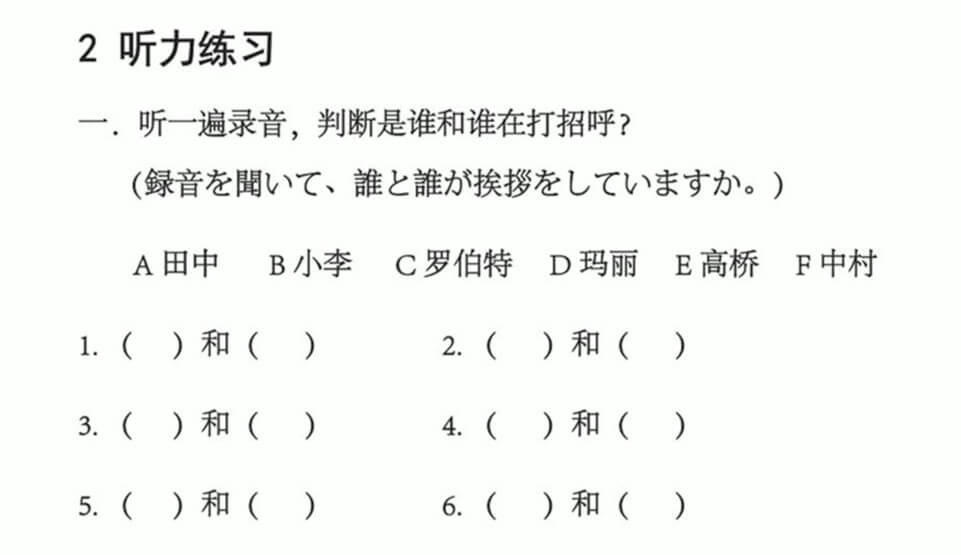 2 听力练习
一. 听一遍录音，判断是谁和谁在打招呼?
(録音を聞いて、誰と誰が挨拶をしていますか。)
A 田中 B 小李 C 罗伯特 D 玛丽 E 高桥 F 中村
1. ( ) 和 ( ) 2. ( ) 和 ( )
3. ( ) 和 ( ) 4. ( ) 和 ( )
5. ( ) 和 ( ) 6. ( ) 和 ( )